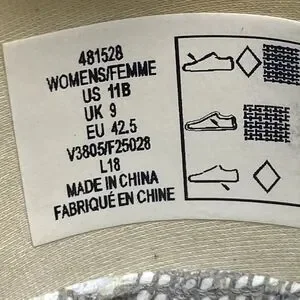 481528
WOMENS/FEMME
US 11B
UK 9
EU 42.5
V3805/F25028
L18
MADE IN CHINA
FABRIQUÉ EN CHINE